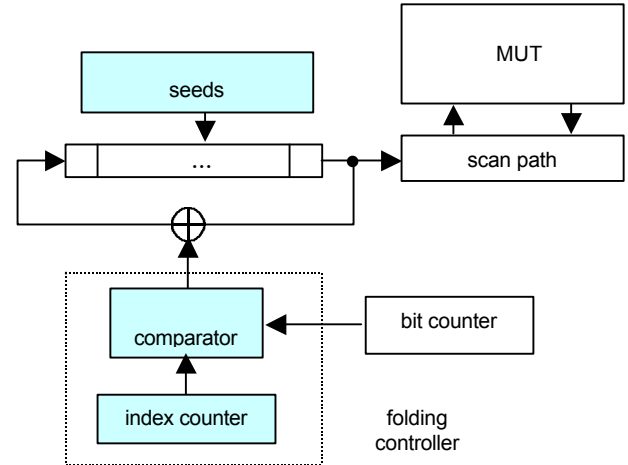 MUT
seeds
...
scan path
comparator
bit counter
index counter
folding
controller